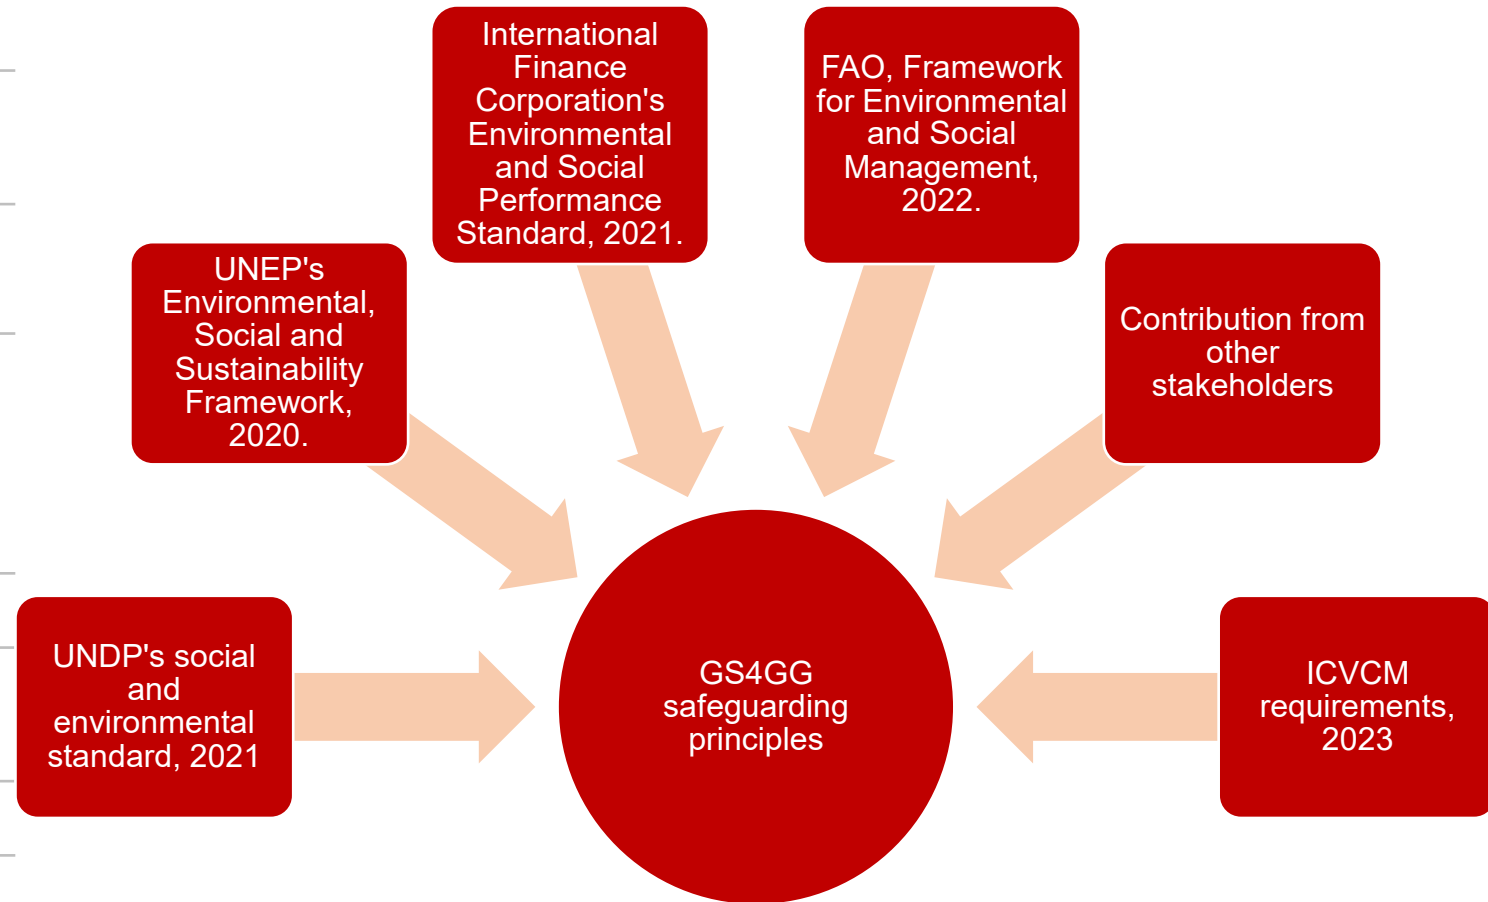 International
Finance
Corporation's
Environmental
and Social
Performance
Standard, 2021.
FAO, Framework
for Environmental
and Social
Management,
2022.
UNEP's
Environmental,
Social and
Sustainability
Framework,
2020.
Contribution from
other
stakeholders
UNDP's social
and
environmental
standard, 2021
GS4GG
safeguarding
principles
ICVCM
requirements,
2023